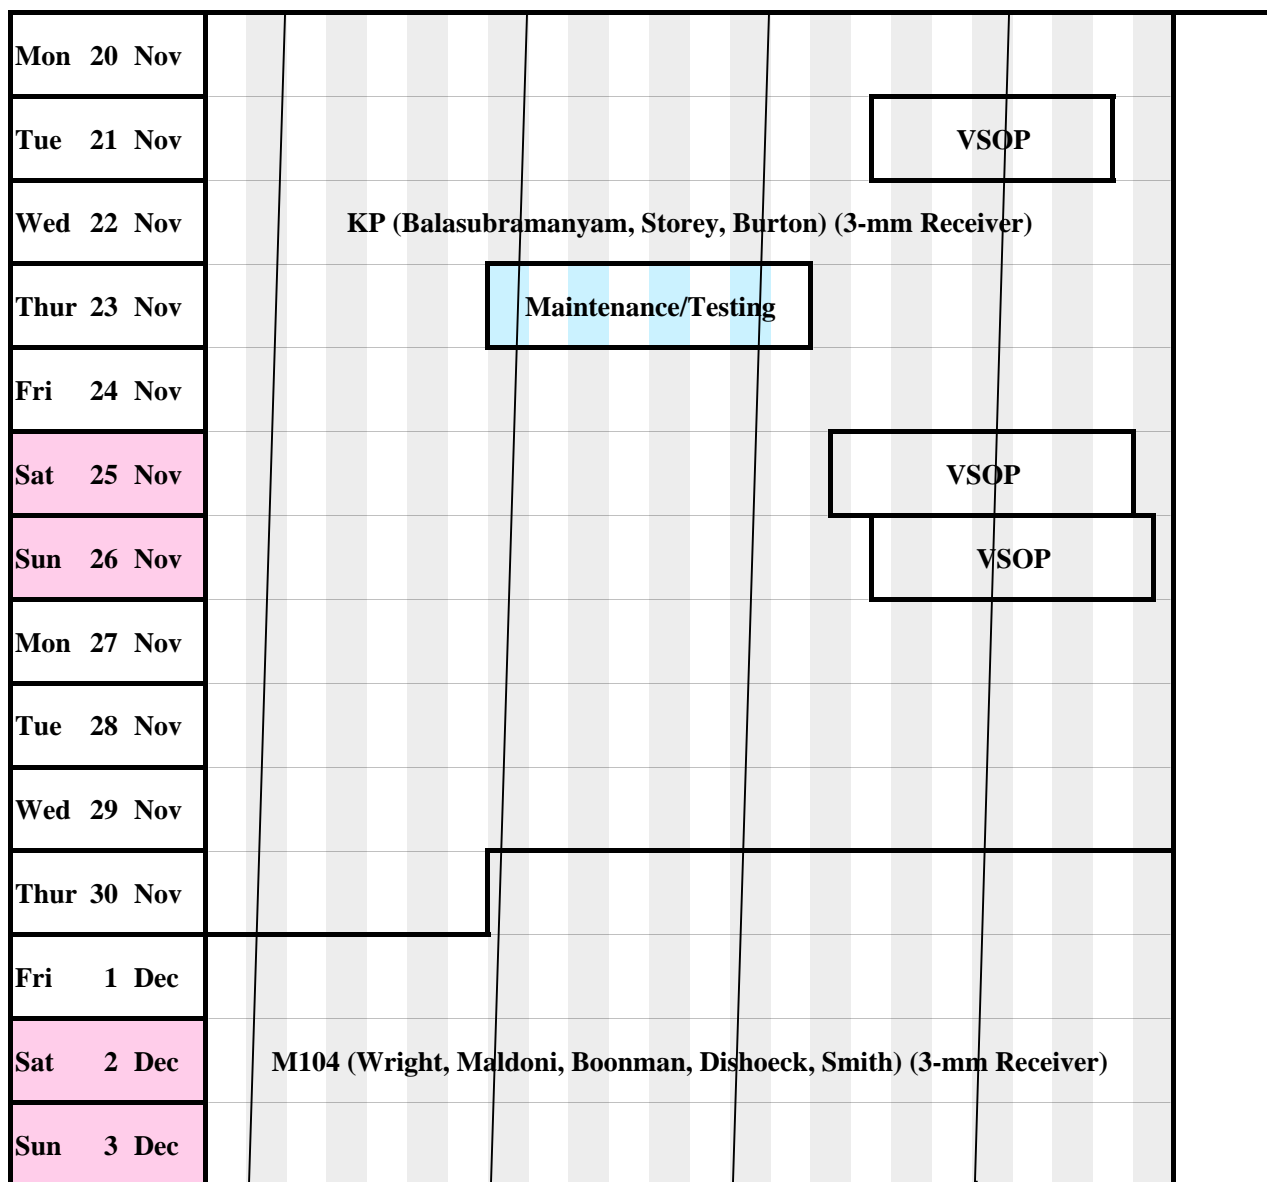 Mon 20 Nov
Tue 21 Nov VSOP
Wed 22 Nov KP (Balasubramanyam, Storey, Burton) (3-mm Receiver)
Thur 23 Nov Maintenance/Testing
Fri 24 Nov
Sat 25 Nov VSOP
Sun 26 Nov VSOP
Mon 27 Nov
Tue 28 Nov
Wed 29 Nov
Thur 30 Nov
Fri 1 Dec
Sat 2 Dec M104 (Wright, Maldoni, Boonman, Dishoeck, Smith) (3-mm Receiver)
Sun 3 Dec